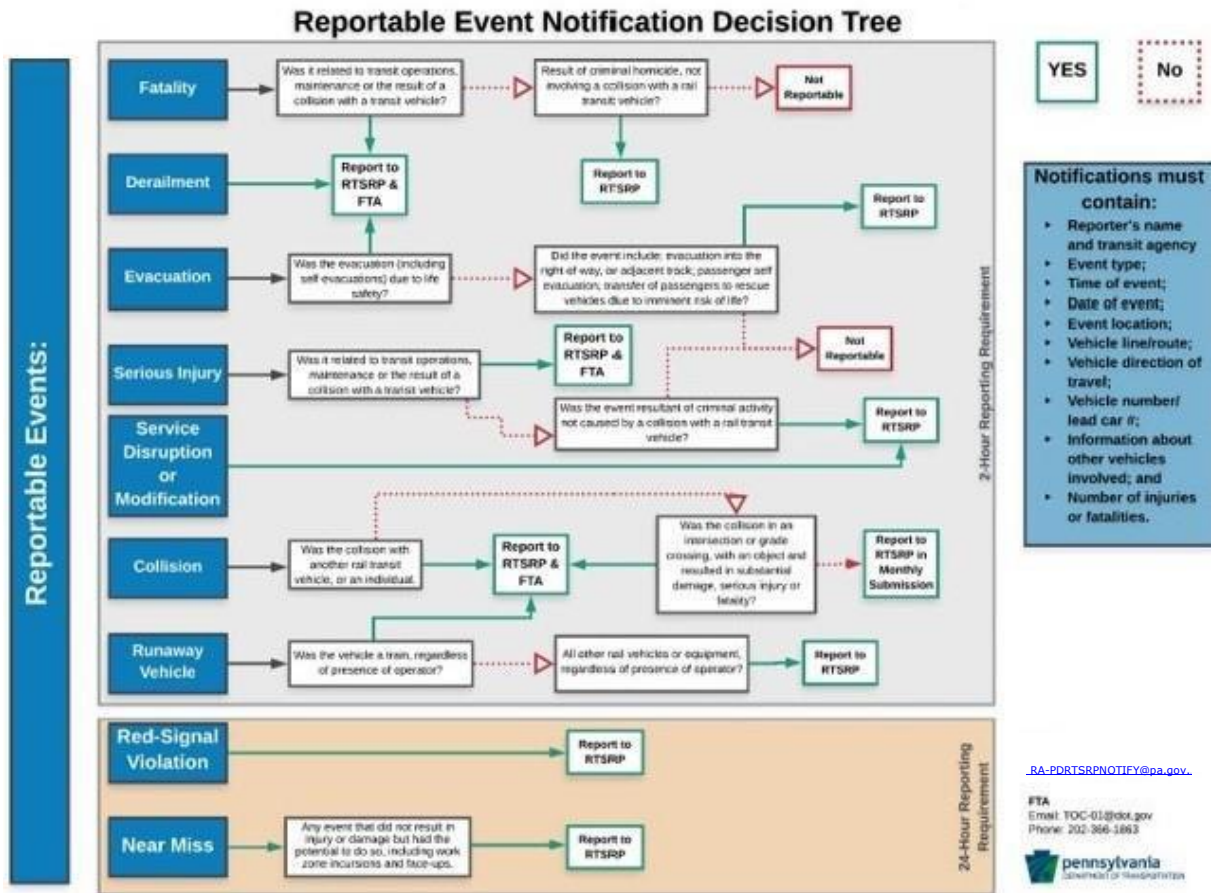 Reportable Event Notification Decision Tree
Reportable Events:
Fatality
Was it related to transit operations,
maintenance or the result of a
collision with a transit vehicle?
Result of criminal homicide, not
involving a collision with a rail
transit vehicle?
Not
Reportable
YES
No
Derailment
Report to
RTSRP &
FTA
Report to
RTSRP
Report to
RTSRP
Evacuation
Was the evacuation (including
self evacuations) due to life
safety?
Did the event include; evacuation into the
right of way, or adjacent track; passenger self
evacuation; transfer of passengers to rescue
vehicles due to imminent risk of life?
Serious Injury
Was it related to transit operations,
maintenance or the result of a
collision with a transit vehicle?
Report to
RTSRP &
FTA
Not
Reportable
Was the event resultant of criminal activity
not caused by a collision with a rail transit
vehicle?
Report to
RTSRP
Service
Disruption
or
Modification
Collision
Was the collision with
another rail transit
vehicle, or an individual.
Report to
RTSRP &
FTA
Was the collision in an
intersection or grade
crossing, with an object and
resulted in substantial
damage, serious injury or
fatality?
Report to
RTSRP in
Monthly
Submission
Runaway
Vehicle
Was the vehicle a train, regardless
of presence of operator?
All other rail vehicles or equipment,
regardless of presence of operator?
Report to
RTSRP
2-Hour Reporting Requirement
Red-Signal
Violation
Report to
RTSRP
Near Miss
Any event that did not result in
injury or damage but had the
potential to do so, including work
zone incursions and face-ups.
Report to
RTSRP
24-Hour Reporting
Requirement
Notifications must
contain:
Reporter's name
and transit agency
Event type;
Time of event;
Date of event;
Event location;
Vehicle line/route;
Vehicle direction of
travel;
Vehicle number/
lead car #;
Information about
other vehicles
involved; and
Number of injuries
or fatalities.
RA-PDRTSRPNOTIFY@pa.gov.
FTA
Email: TOC-01@dot.gov
Phone: 202-366-1863
pennsylvania
DEPARTMENT OF TRANSPORTATION